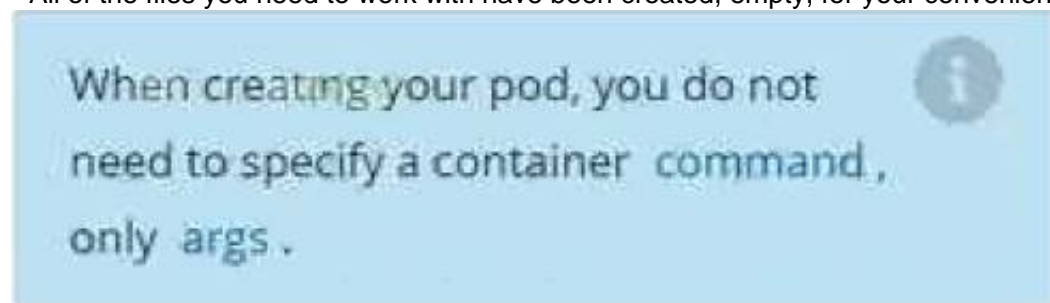 All of the files you need to work with have been created, empty, for your convenien
When creating your pod, you do not
need to specify a container command,
only args.